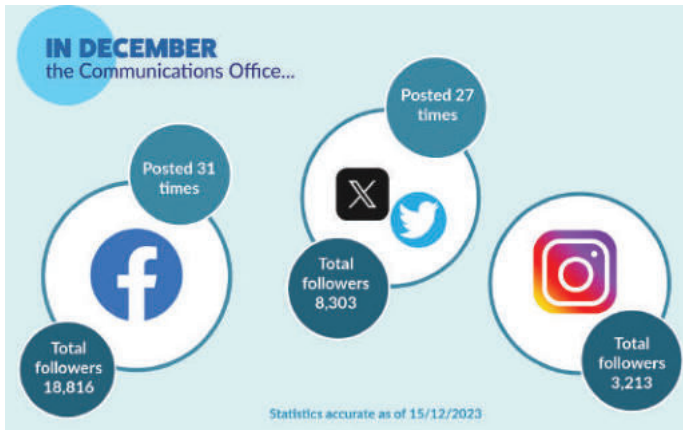 IN DECEMBER
the Communications Office...
Posted 31
times
Total
followers
18,816
Posted 27
times
Total
followers
8,303
Total
followers
3,213
Statistics accurate as of 15/12/2023